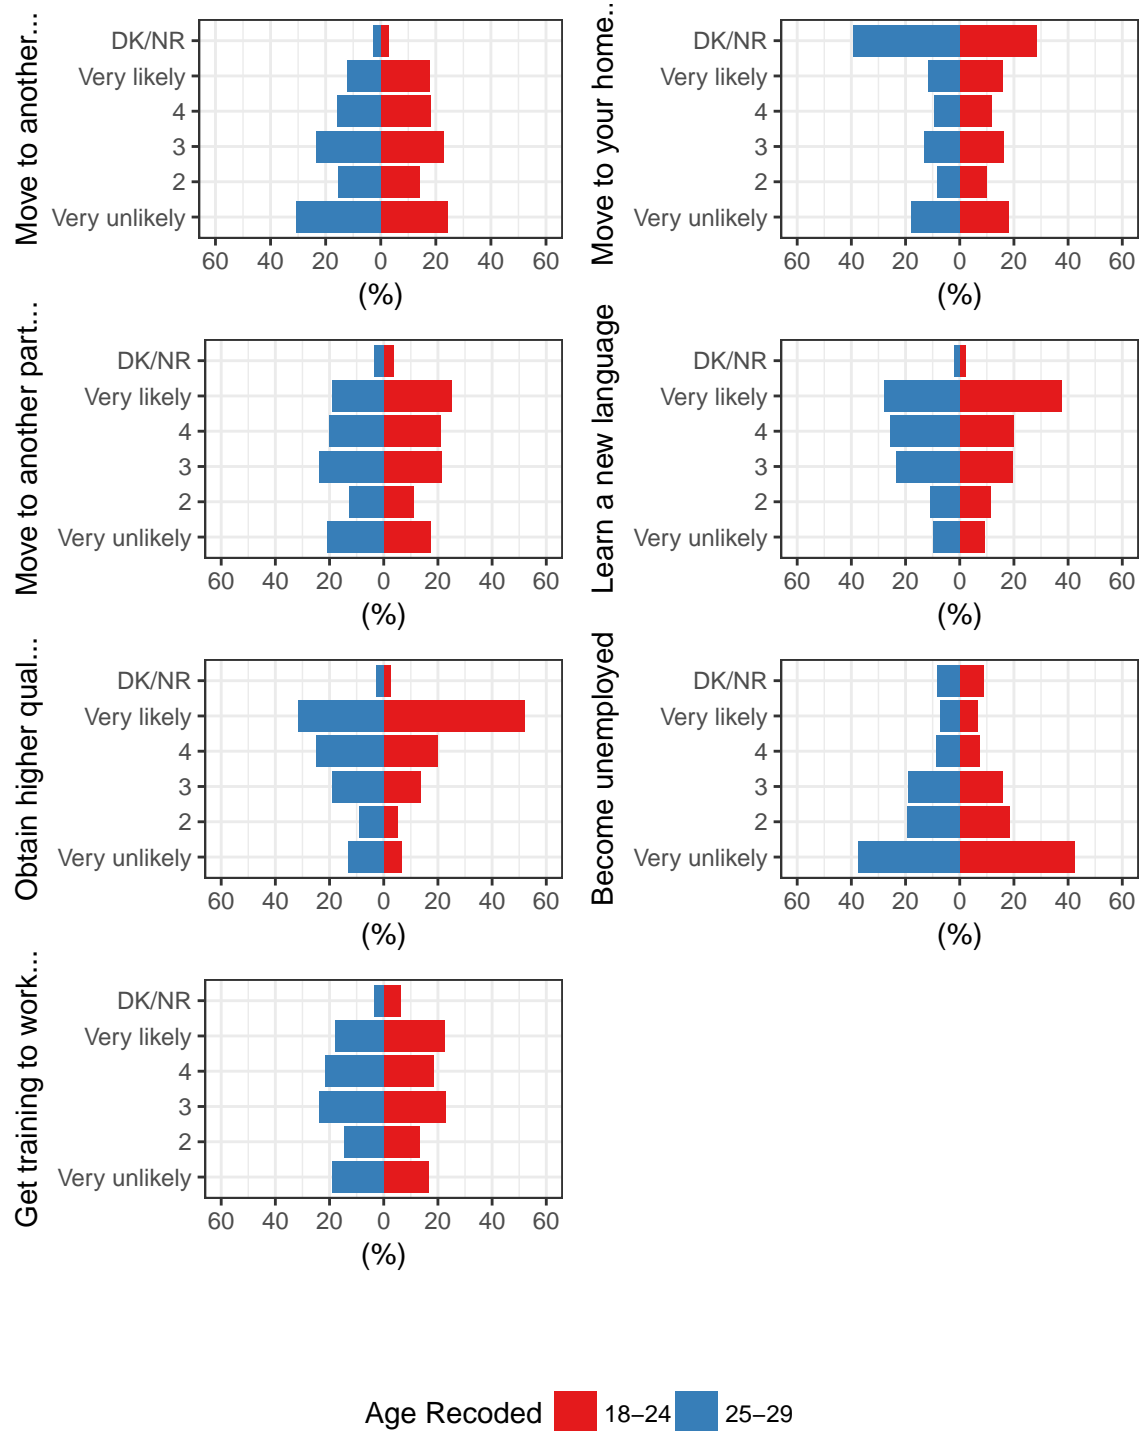 Move to another...
DK/NR
Very likely
4
3
2
Very unlikely
60 40 20 0 20 40 60
(%)
Move to your home..
DK/NR
Very likely
4
3
2
Very unlikely
60 40 20 0 20 40 60
(%)
Move to another part...
DK/NR
Very likely
4
3
2
Very unlikely
60 40 20 0 20 40 60
(%)
Learn a new language
DK/NR
Very likely
4
3
2
Very unlikely
60 40 20 0 20 40 60
(%)
Obtain higher qual...
DK/NR
Very likely
4
3
2
Very unlikely
60 40 20 0 20 40 60
(%)
Become unemployed
DK/NR
Very likely
4
3
2
Very unlikely
60 40 20 0 20 40 60
(%)
Get training to work...
DK/NR
Very likely
4
3
2
Very unlikely
60 40 20 0 20 40 60
(%)
Age Recoded 18−24 25−29